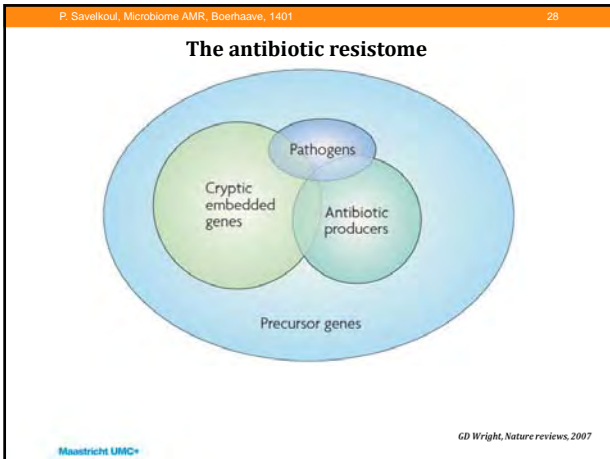 P. Savelkoul, Microbiome AMR, Boerhaave, 1401 28
The antibiotic resistome
Pathogens
Cryptic
embedded
genes
Antibiotic
producers
Precursor genes
GD Wright, Nature reviews, 2007
Maastricht UMC+